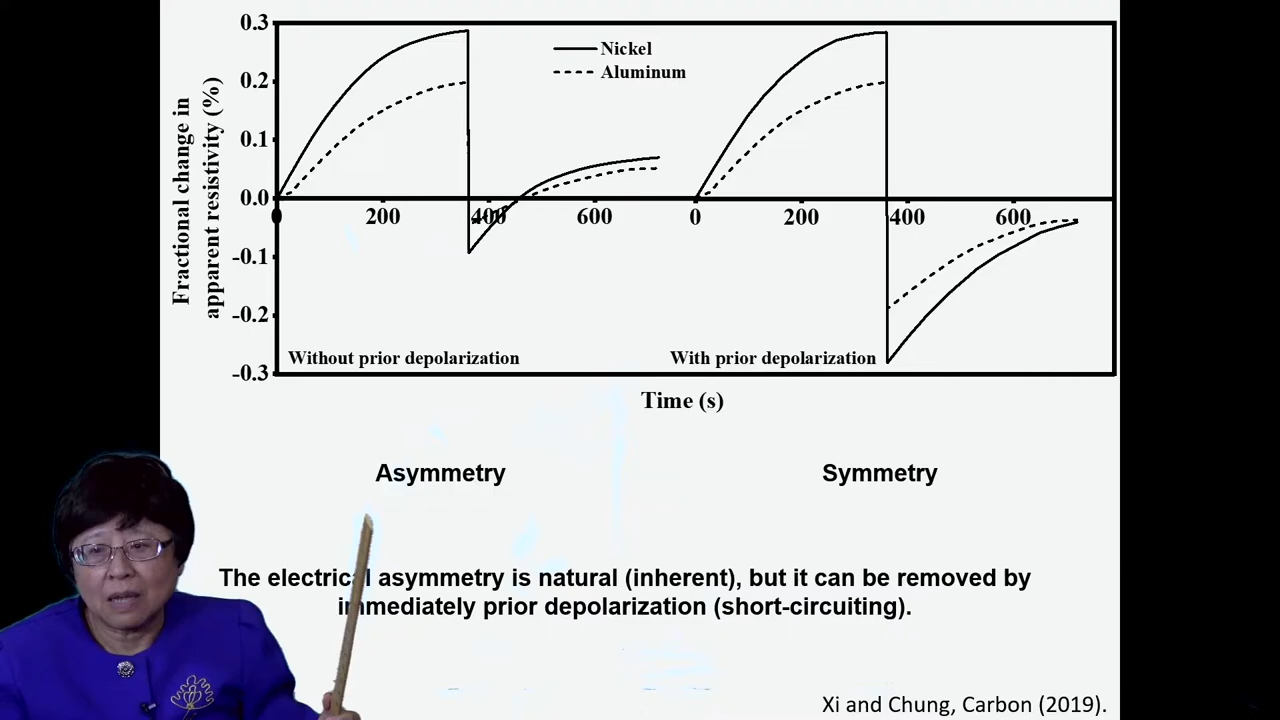 0.3
0.2
0.1
0.0
-0.1
-0.2
-0.3
Fractional change in
apparent resistivity (%)
Nickel
Aluminum
0 200 400 600 0 200 400 600
Without prior depolarization
With prior depolarization
Time (s)
Asymmetry
Symmetry
The electrical asymmetry is natural (inherent), but it can be removed by
immediately prior depolarization (short-circuiting).
Xi and Chung, Carbon (2019).